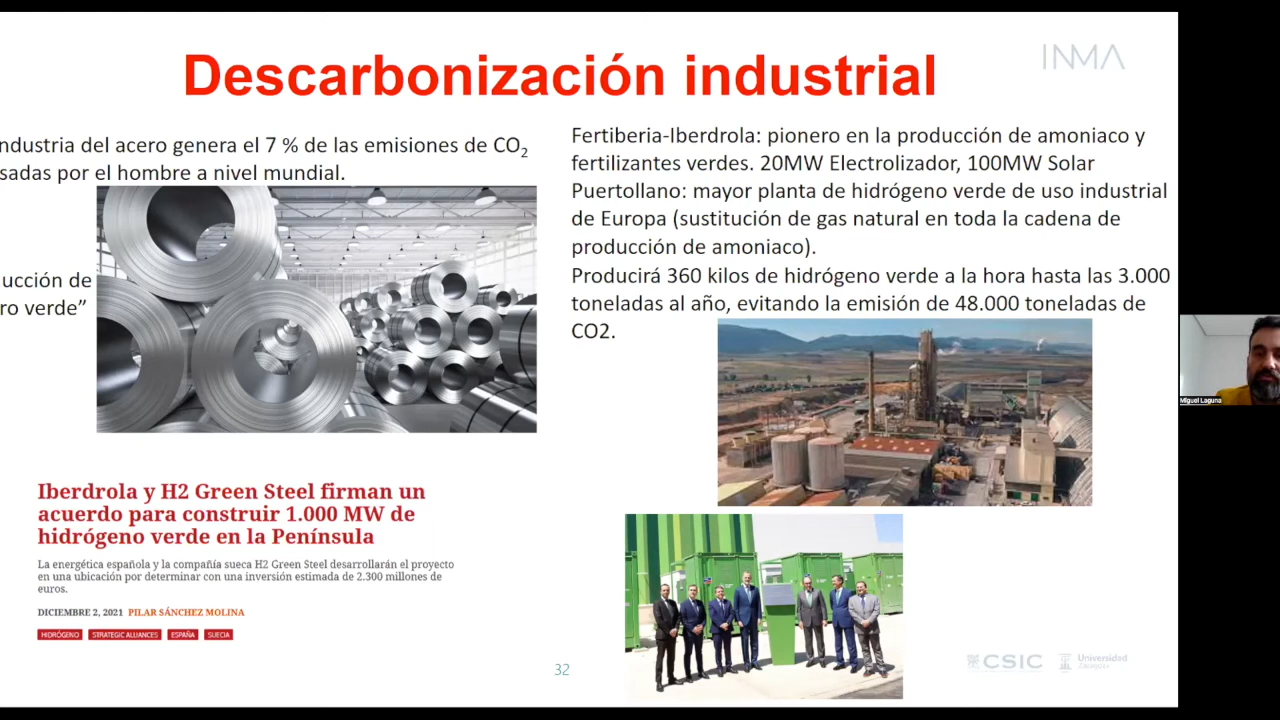 Descarbonización industrial
INMA
ndustria del acero genera el 7 % de las emisiones de CO2
sadas por el hombre a nivel mundial.
ucción de
ro verde”
Iberdrola y H2 Green Steel firman un
acuerdo para construir 1.000 MW de
hidrógeno verde en la Península
La energética española y la compañía sueca H2 Green Steel desarrollarán el proyecto
en una ubicación por determinar con una inversión estimada de 2.300 millones de
euros.
DICIEMBRE 2, 2021 PILAR SÁNCHEZ MOLINA
HIDRÓGENO STRATEGIC ALLIANCES ESPAÑA SUECIA
Fertiberia-Iberdrola: pionero en la producción de amoniaco y
fertilizantes verdes. 20MW Electrolizador, 100MW Solar
Puertollano: mayor planta de hidrógeno verde de uso industrial
de Europa (sustitución de gas natural en toda la cadena de
producción de amoniaco).
Producirá 360 kilos de hidrógeno verde a la hora hasta las 3.000
toneladas al año, evitando la emisión de 48.000 toneladas de
CO2.
32
CSIC
Universidad
Zaragoza
Miguel Laguna